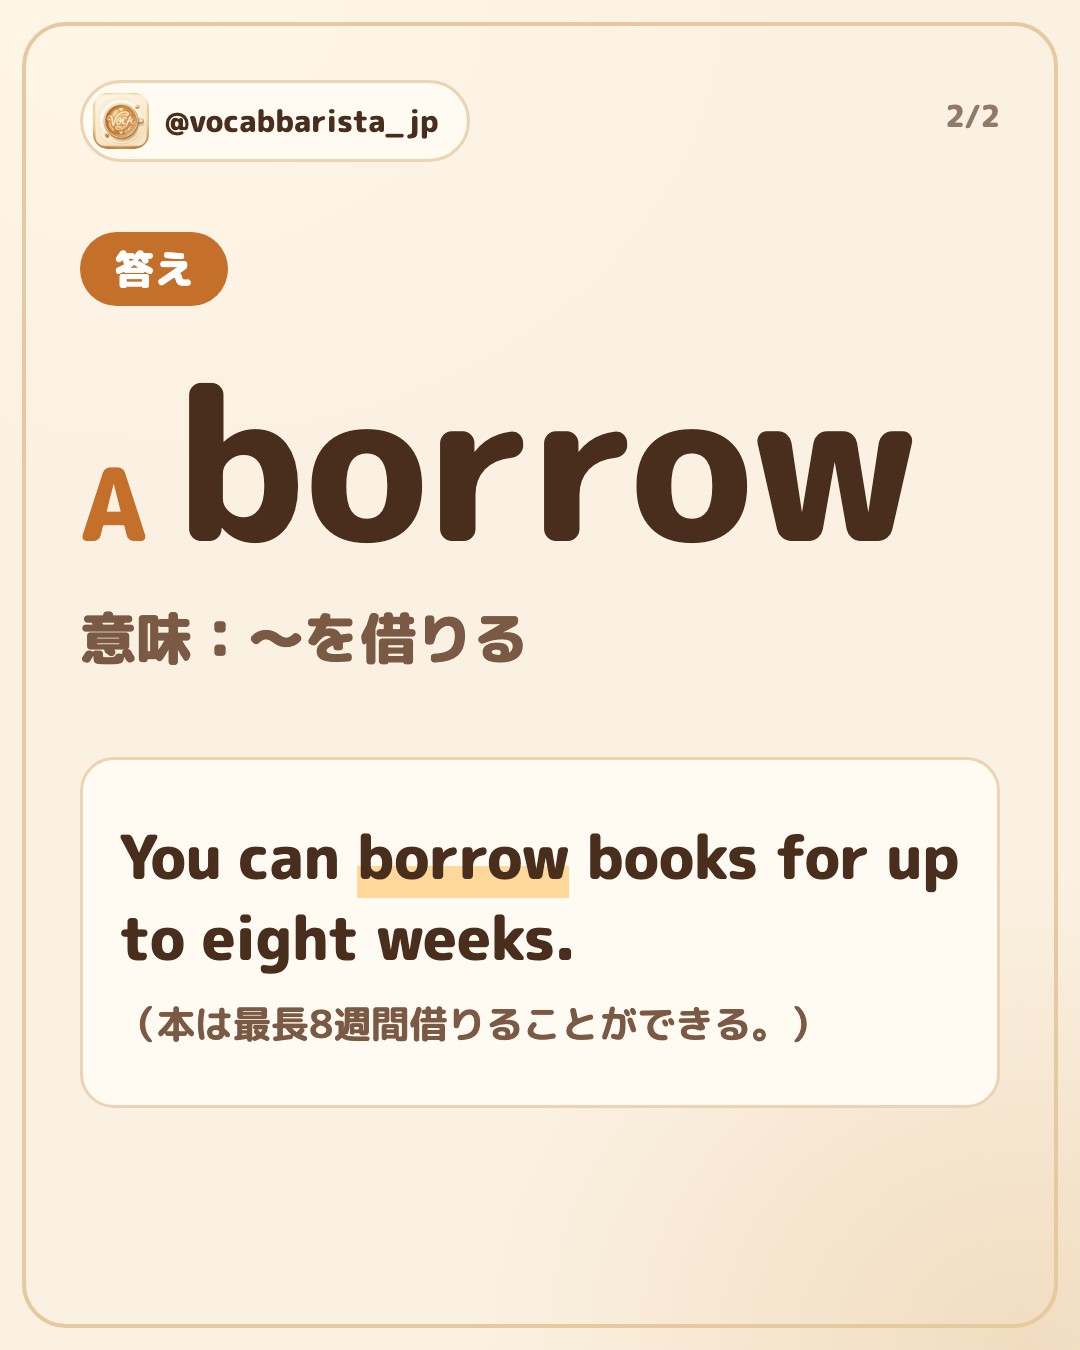 @vocabbarista_jp
2/2
答え
A borrow
意味：〜を借りる
You can borrow books for up
to eight weeks.
（本は最長8週間借りることができる。）